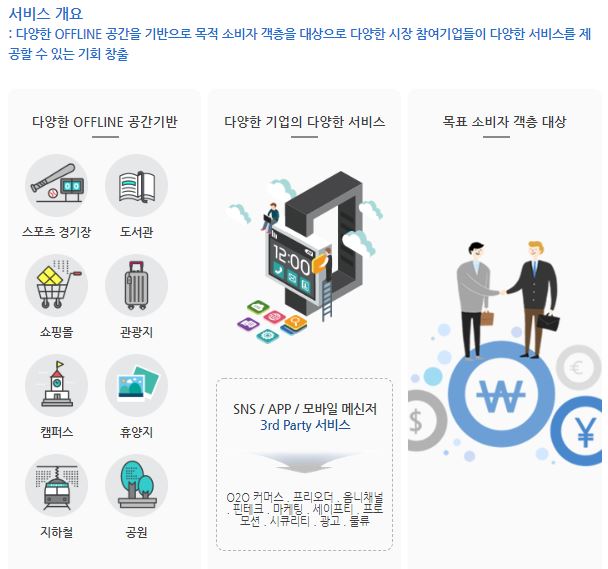 서비스 개요
: 다양한 OFFLINE 공간을 기반으로 목적 소비자 객층을 대상으로 다양한 시장 참여기업들이 다양한 서비스를 제
공할 수 있는 기회 창출
다양한 OFFLINE 공간기반
스포츠 경기장
도서관
쇼핑몰
관광지
캠퍼스
휴양지
지하철
공원
다양한 기업의 다양한 서비스
12:00
SNS / APP / 모바일 메신저
3rd Party 서비스
O2O 커머스 . 프리오더 . 옴니채널
. 핀테크 . 마케팅 . 세이프티 . 프로
모션 . 시큐리티 . 광고 . 물류
목표 소비자 객층 대상
₩
$
€
¥